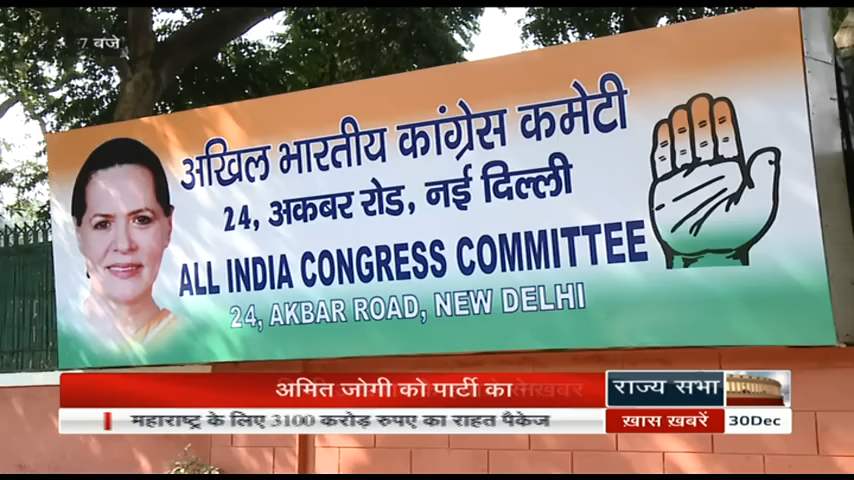 7 बजे
अखिल भारतीय कांग्रेस कमेटी
24, अकबर रोड, नई दिल्ली
ALL INDIA CONGRESS COMMITTEE
24, AKBAR ROAD, NEW DELHI
अमित जोगी को पार्टी का
राज्य सभा
महाराष्ट्र के लिए 3100 करोड़ रुपए का राहत पैकेज
ख़ास ख़बरें
30Dec